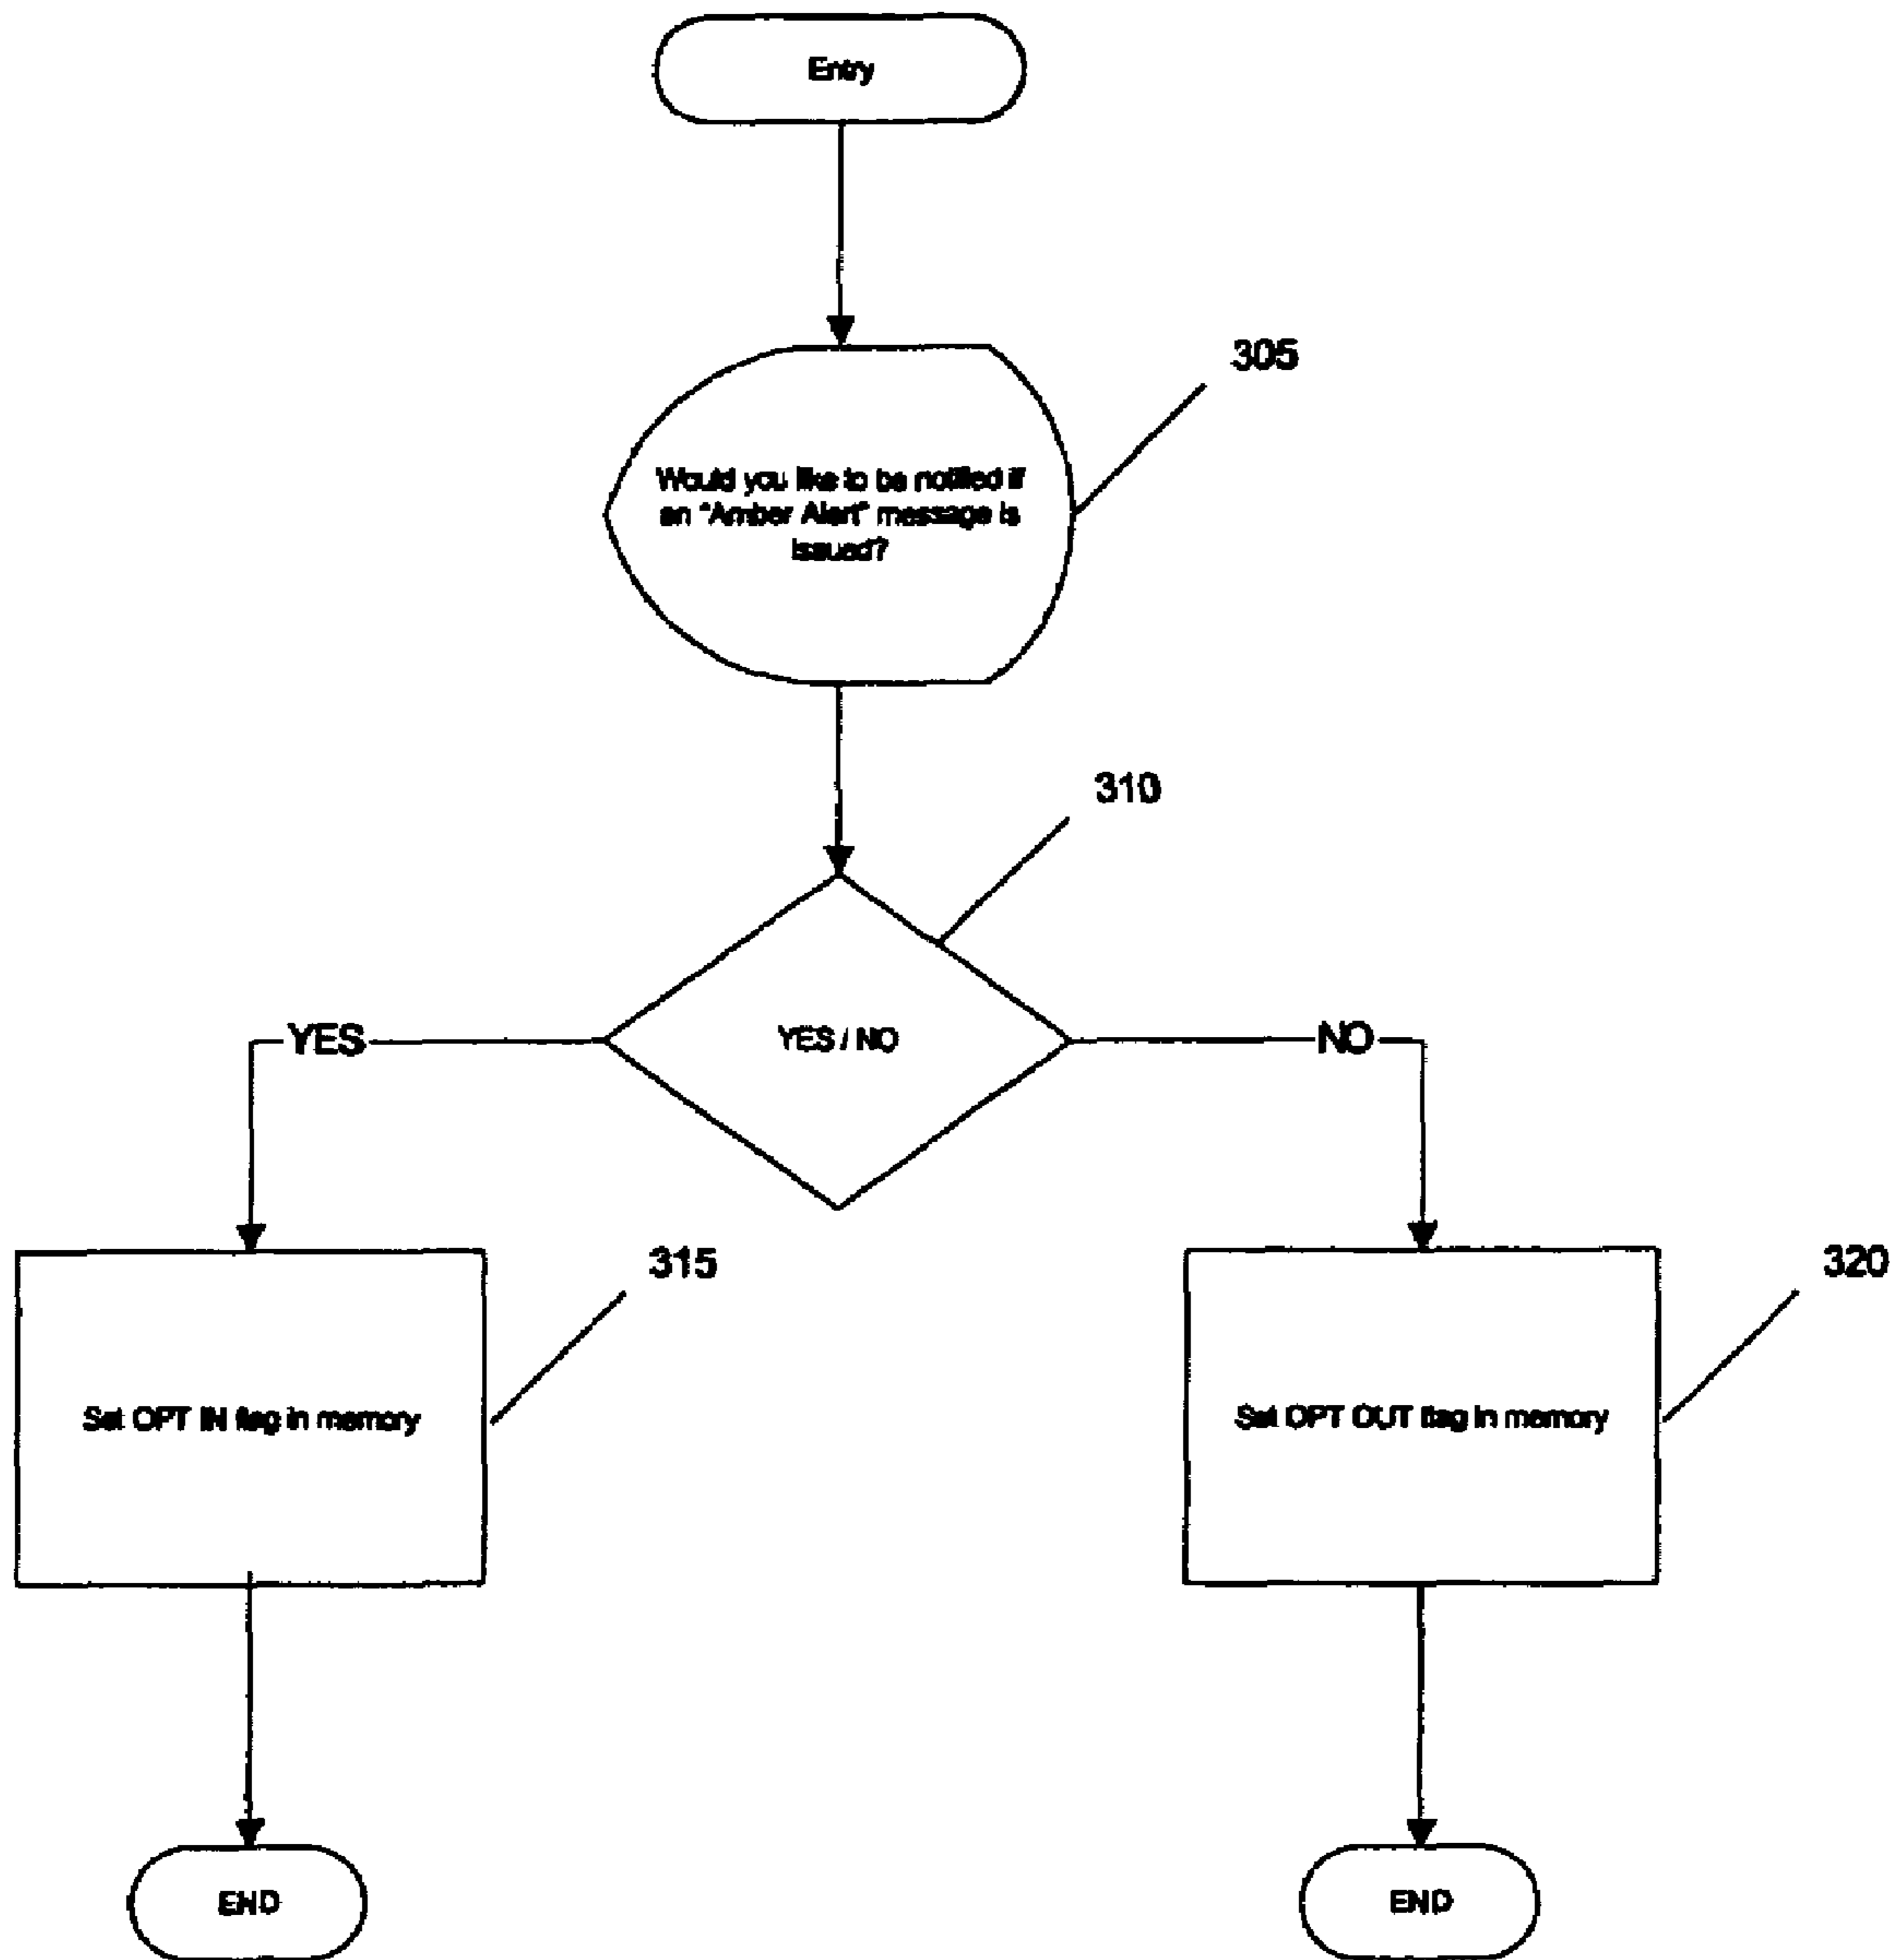 Entry
305
Would you like to be notified if
an "Amber Alert" message is
issued?
310
YES
YES / NO
NO
315
320
Set OPT IN flag in memory
Set OPT OUT flag in memory
END
END